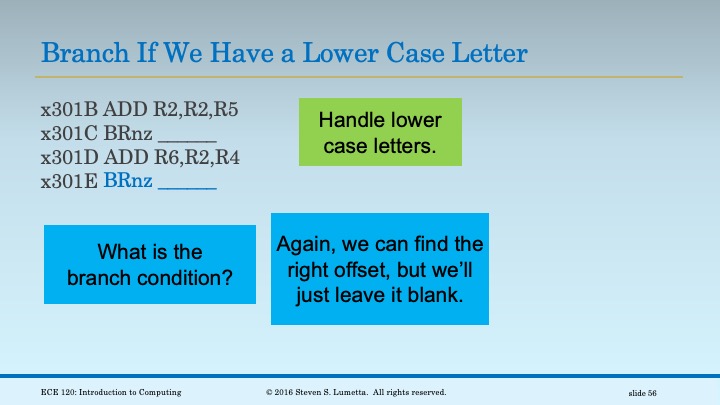 Branch If We Have a Lower Case Letter
x301B ADD R2,R2,R5
x301C BRnz ______
x301D ADD R6,R2,R4
x301E BRnz ______
Handle lower
case letters.
What is the
branch condition?
Again, we can find the
right offset, but we’ll
just leave it blank.
ECE 120: Introduction to Computing
© 2016 Steven S. Lumetta. All rights reserved.
slide 56